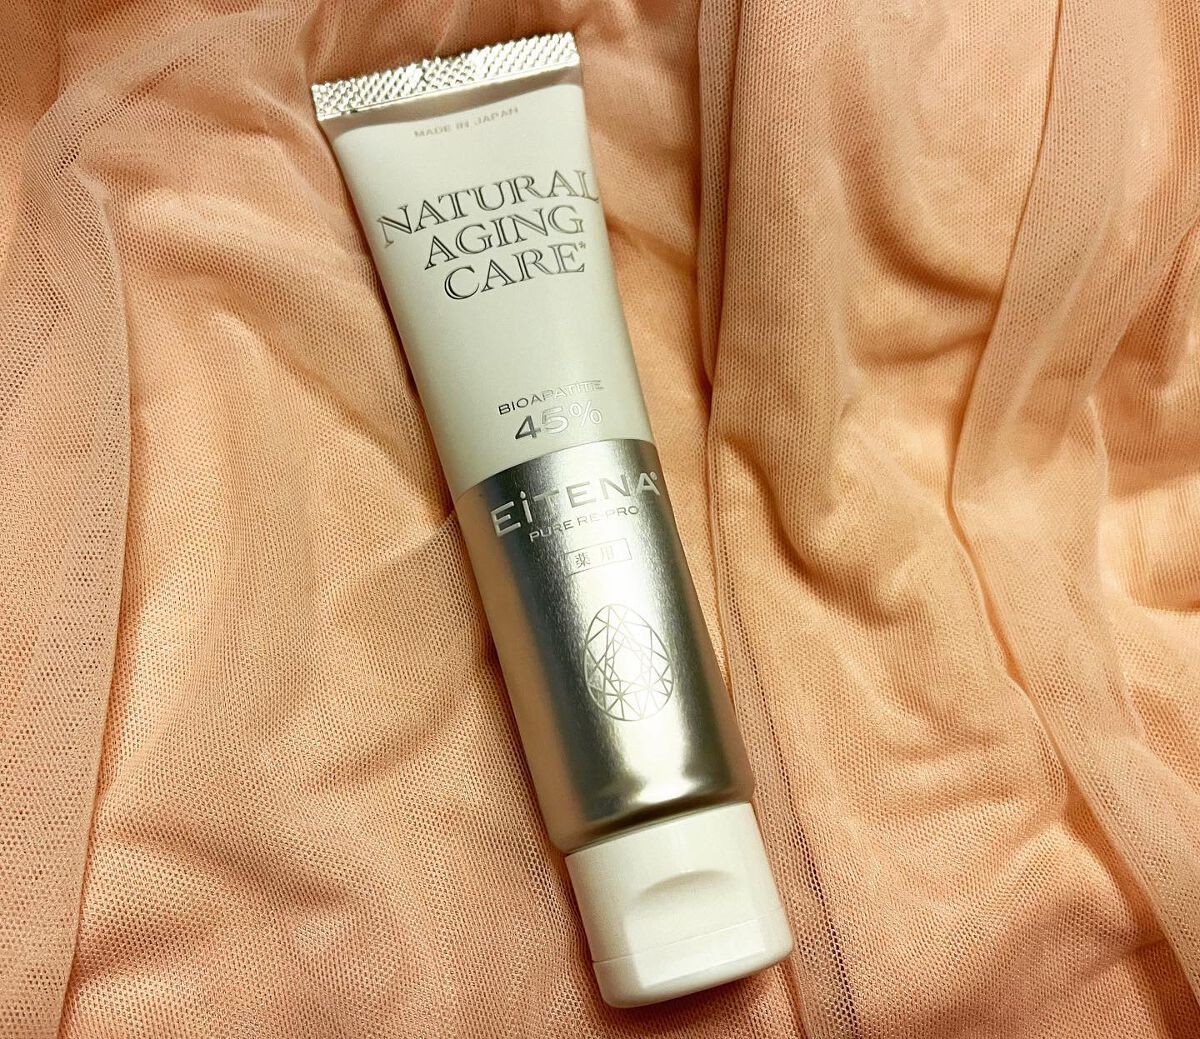 MADE IN JAPAN
NATURAL
AGING
CARE*
BIOAPATITE
45%
EiTENA
PURE RE-PRO
薬用